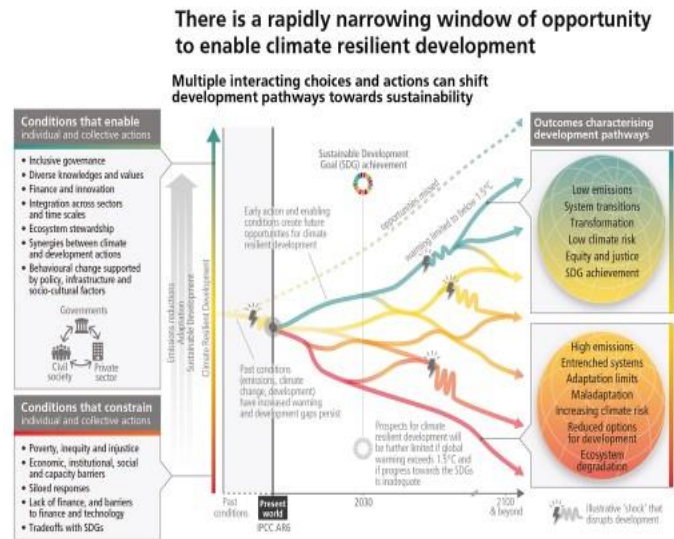 There is a rapidly narrowing window of opportunity
to enable climate resilient development
Multiple interacting choices and actions can shift
development pathways towards sustainability
Conditions that enable
individual and collective actions
• Inclusive governance
• Diverse knowledges and values
• Finance and innovation
• Integration across sectors
and time scales
• Ecosystem stewardship
• Synergies between climate
and development actions
• Behavioural change supported
by policy, infrastructure and
socio-cultural factors
Governments
Civil
society
Private
sector
Conditions that constrain
individual and collective actions
• Poverty, inequity and injustice
• Economic, institutional, social
and capacity barriers
• Siloed responses
• Lack of finance, and barriers
to finance and technology
• Tradeoffs with SDGs
Emissions reductions
Adaptation
Sustainable Development
Climate Resilient Development
Sustainable Development
Goal (SDG) achievement
Early action and enabling
conditions create future
opportunities for climate
resilient development
opportunities missed
warming limited to below 1.5°C
Past conditions
(emissions, climate
change, development)
have increased warming
and development gaps persist
Prospects for climate
resilient development will
be further limited if global
warming exceeds 1.5°C and
if progress towards the SDGs
is inadequate
Past
conditions
Present
world
IPCC AR6
2030
2100
& beyond
Outcomes characterising
development pathways
Low emissions
System transitions
Transformation
Low climate risk
Equity and justice
SDG achievement
High emissions
Entrenched systems
Adaptation limits
Maladaptation
Increasing climate risk
Reduced options
for development
Ecosystem
degradation
Illustrative 'shock' that
disrupts development